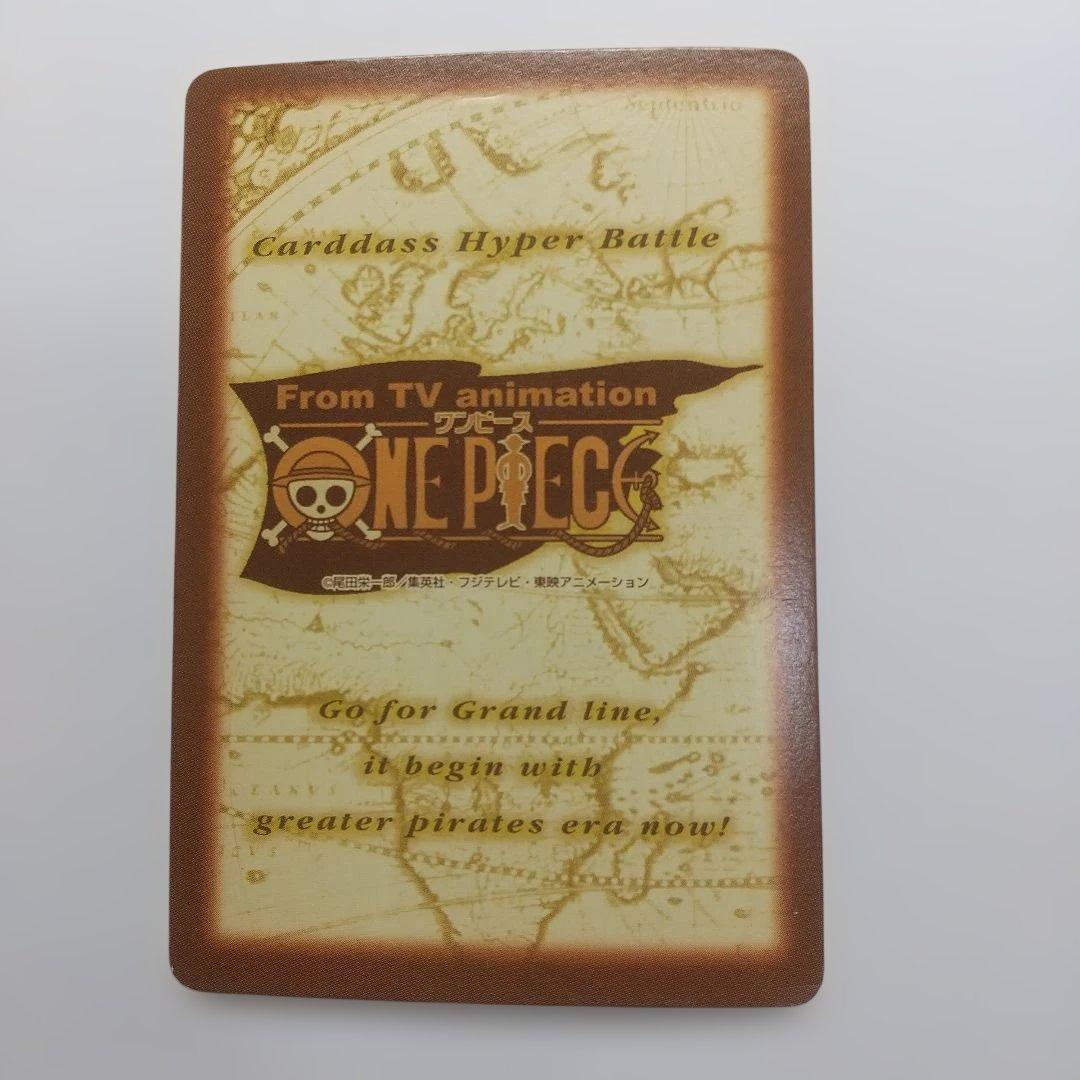 Septentrio
Carddass Hyper Battle
From TV animation
ワンピース
ONE PIECE
©尾田栄一郎/集英社・フジテレビ・東映アニメーション
Go for Grand line,
it begin with
greater pirates era now!